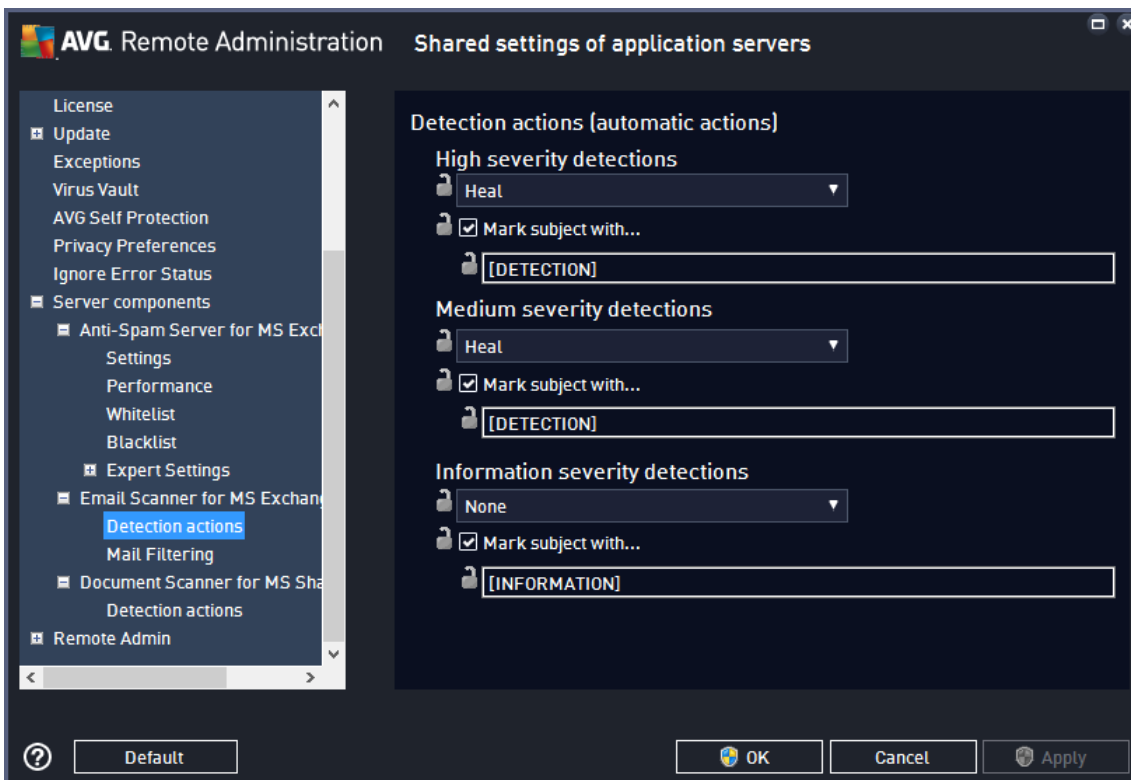 AVG. Remote Administration
Shared settings of application servers
License
Update
Exceptions
Virus Vault
AVG Self Protection
Privacy Preferences
Ignore Error Status
Server components
Anti-Spam Server for MS Exch
Settings
Performance
Whitelist
Blacklist
Expert Settings
Email Scanner for MS Exchan
Detection actions
Mail Filtering
Document Scanner for MS Sha
Detection actions
Remote Admin
Detection actions (automatic actions)
High severity detections
Heal
Mark subject with...
[DETECTION]
Medium severity detections
Heal
Mark subject with...
[DETECTION]
Information severity detections
None
Mark subject with...
[INFORMATION]
Default
OK
Cancel
Apply